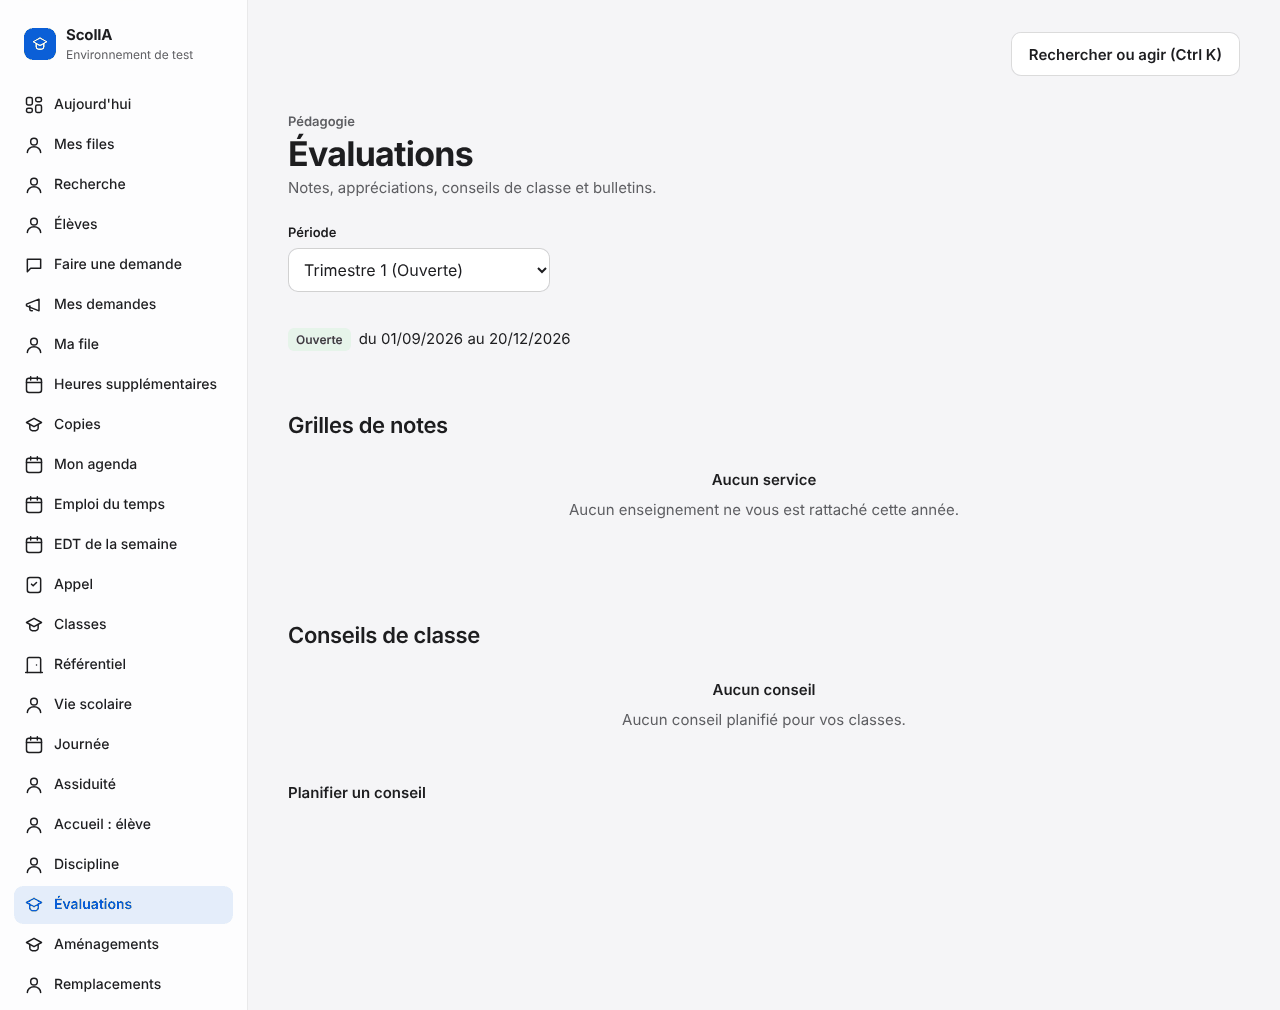 ScolIA
Environnement de test
Rechercher ou agir (Ctrl K)
Aujourd'hui
Mes files
Recherche
Élèves
Faire une demande
Mes demandes
Ma file
Heures supplémentaires
Copies
Mon agenda
Emploi du temps
EDT de la semaine
Appel
Classes
Référentiel
Vie scolaire
Journée
Assiduité
Accueil : élève
Discipline
Évaluations
Aménagements
Remplacements
Pédagogie
Évaluations
Notes, appréciations, conseils de classe et bulletins.
Période
Trimestre 1 (Ouverte)
Ouverte du 01/09/2026 au 20/12/2026
Grilles de notes
Aucun service
Aucun enseignement ne vous est rattaché cette année.
Conseils de classe
Aucun conseil
Aucun conseil planifié pour vos classes.
Planifier un conseil